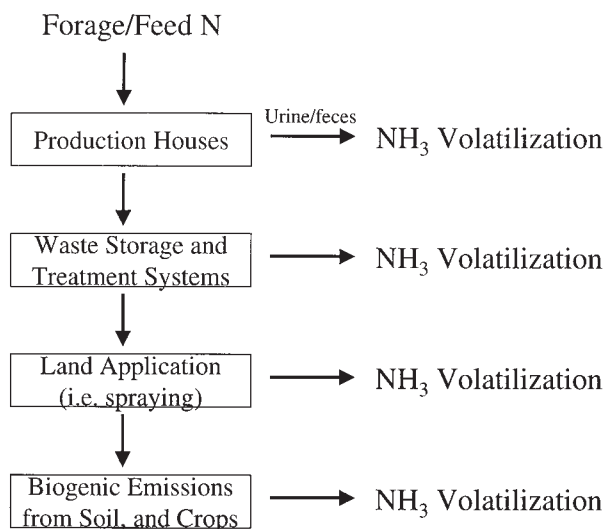 Forage/Feed N
Urine/feces
Production Houses
NH₃ Volatilization
Waste Storage and
Treatment Systems
NH₃ Volatilization
Land Application
(i.e. spraying)
NH₃ Volatilization
Biogenic Emissions
from Soil, and Crops
NH₃ Volatilization